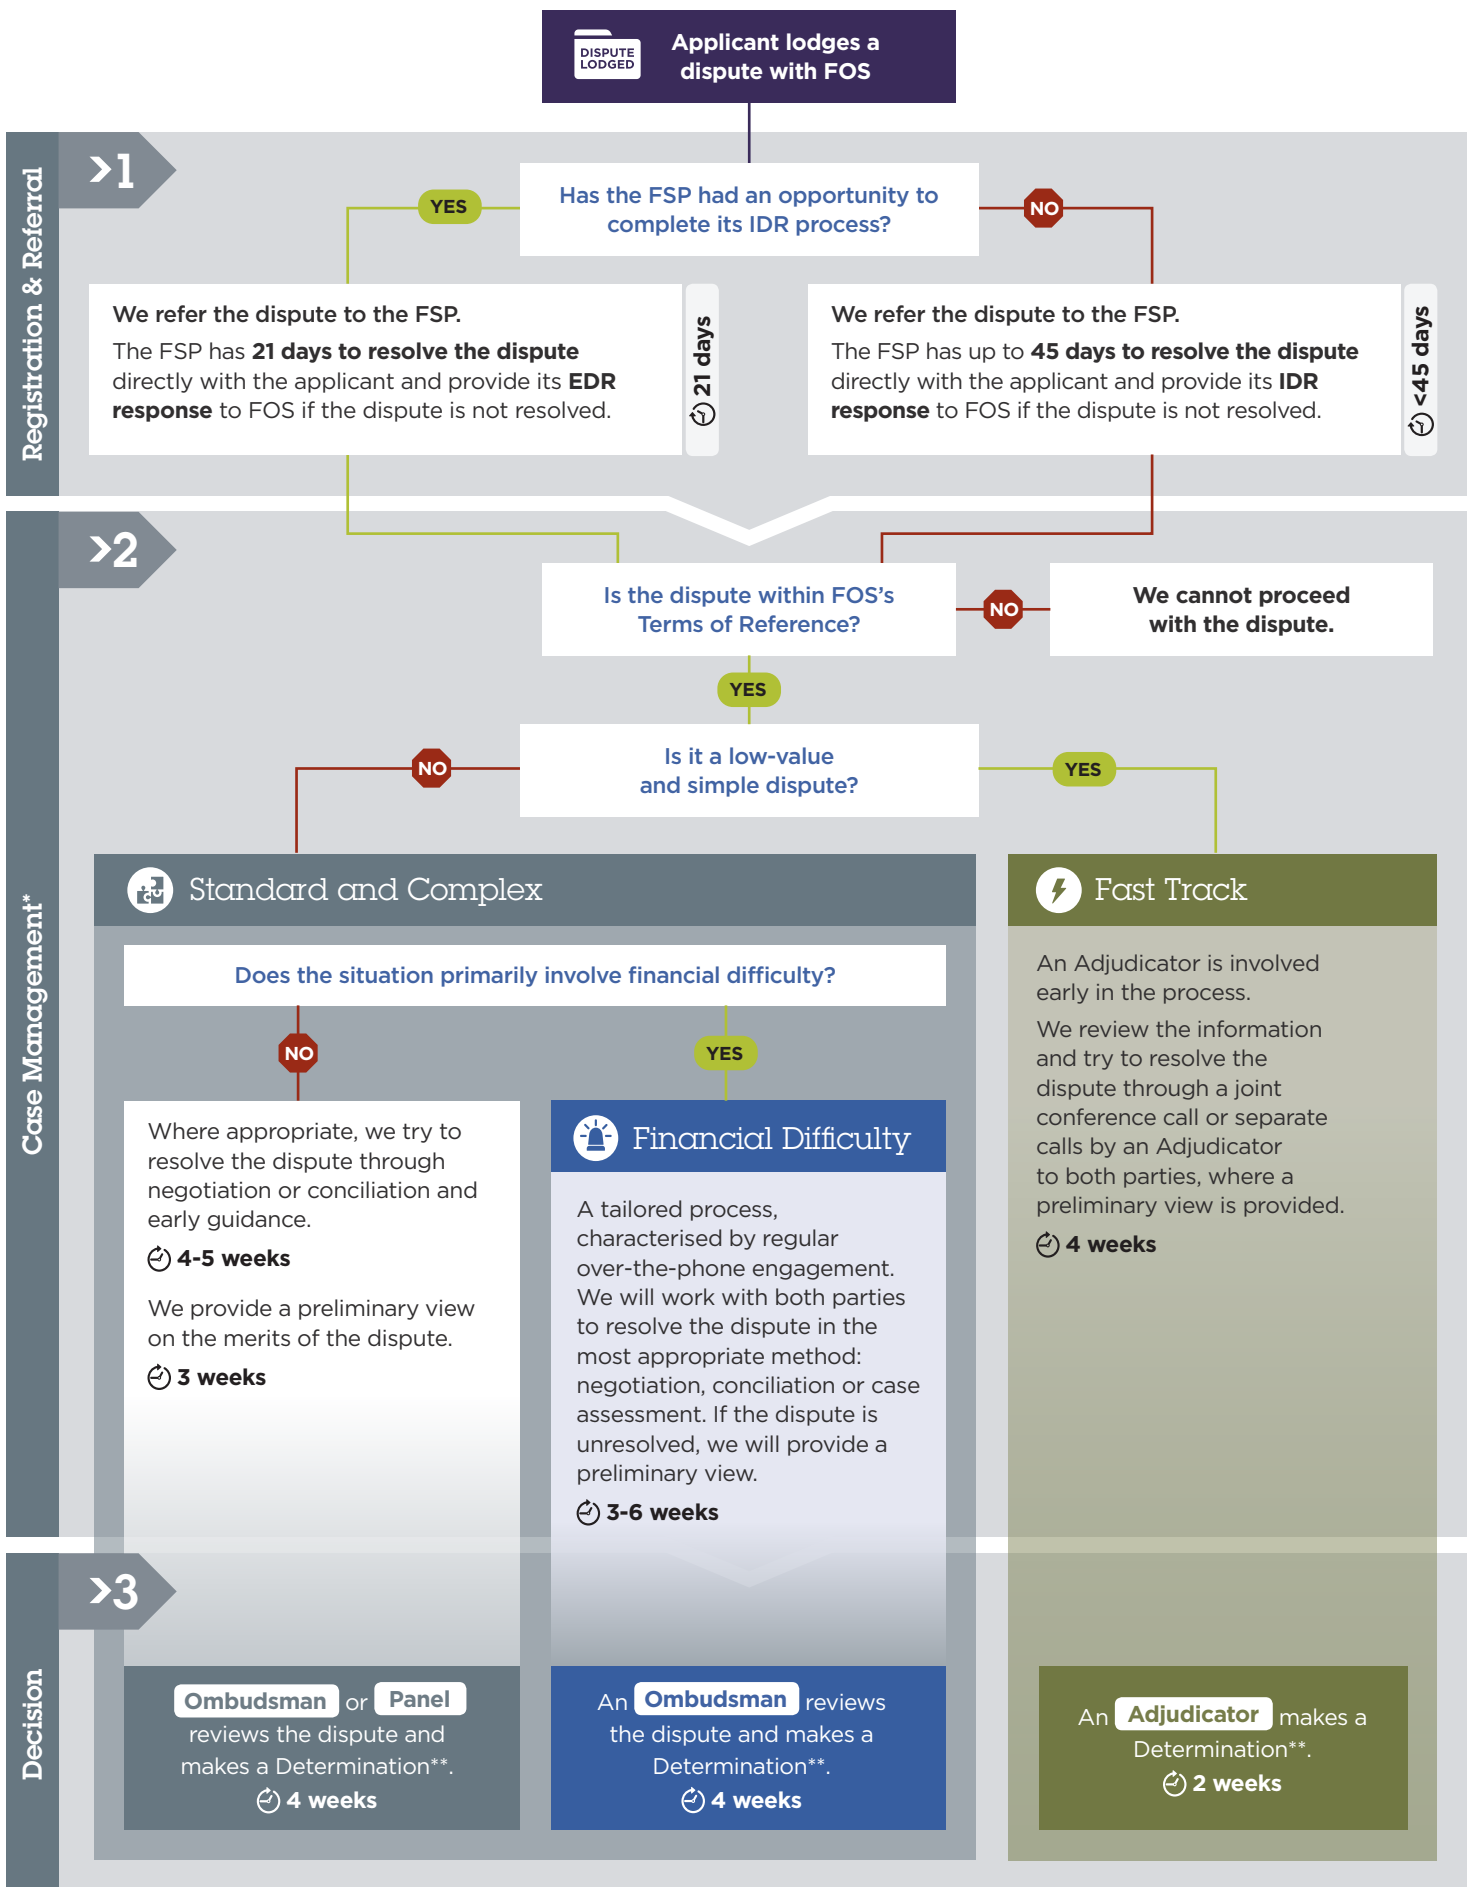 DISPUTE
LODGED
Applicant lodges a
dispute with FOS
Registration & Referral
>1
Has the FSP had an opportunity to
complete its IDR process?
YES
NO
We refer the dispute to the FSP.
The FSP has 21 days to resolve the dispute
directly with the applicant and provide its EDR
response to FOS if the dispute is not resolved.
21 days
We refer the dispute to the FSP.
The FSP has up to 45 days to resolve the dispute
directly with the applicant and provide its IDR
response to FOS if the dispute is not resolved.
<45 days
Case Management*
>2
Is the dispute within FOS's
Terms of Reference?
NO
We cannot proceed
with the dispute.
YES
Is it a low-value
and simple dispute?
NO
YES
Standard and Complex
Does the situation primarily involve financial difficulty?
NO
YES
Where appropriate, we try to
resolve the dispute through
negotiation or conciliation and
early guidance.
4-5 weeks
We provide a preliminary view
on the merits of the dispute.
3 weeks
Financial Difficulty
A tailored process,
characterised by regular
over-the-phone engagement.
We will work with both parties
to resolve the dispute in the
most appropriate method:
negotiation, conciliation or case
assessment. If the dispute is
unresolved, we will provide a
preliminary view.
3-6 weeks
Fast Track
An Adjudicator is involved
early in the process.
We review the information
and try to resolve the
dispute through a joint
conference call or separate
calls by an Adjudicator
to both parties, where a
preliminary view is provided.
4 weeks
Decision
>3
Ombudsman or Panel
reviews the dispute and
makes a Determination**.
4 weeks
An Ombudsman reviews
the dispute and makes a
Determination**.
4 weeks
An Adjudicator makes a
Determination**.
2 weeks